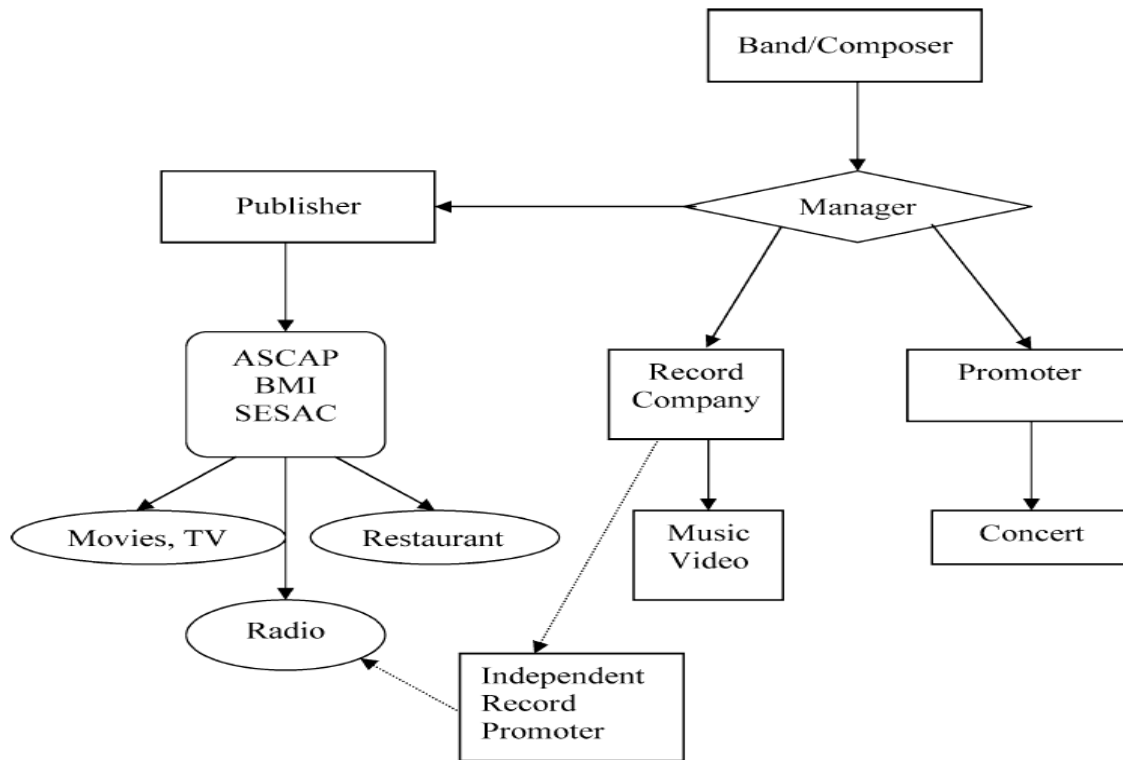 Band/Composer
Publisher
Manager
ASCAP
BMI
SESAC
Record
Company
Promoter
Movies, TV
Restaurant
Music
Video
Concert
Radio
Independent
Record
Promoter